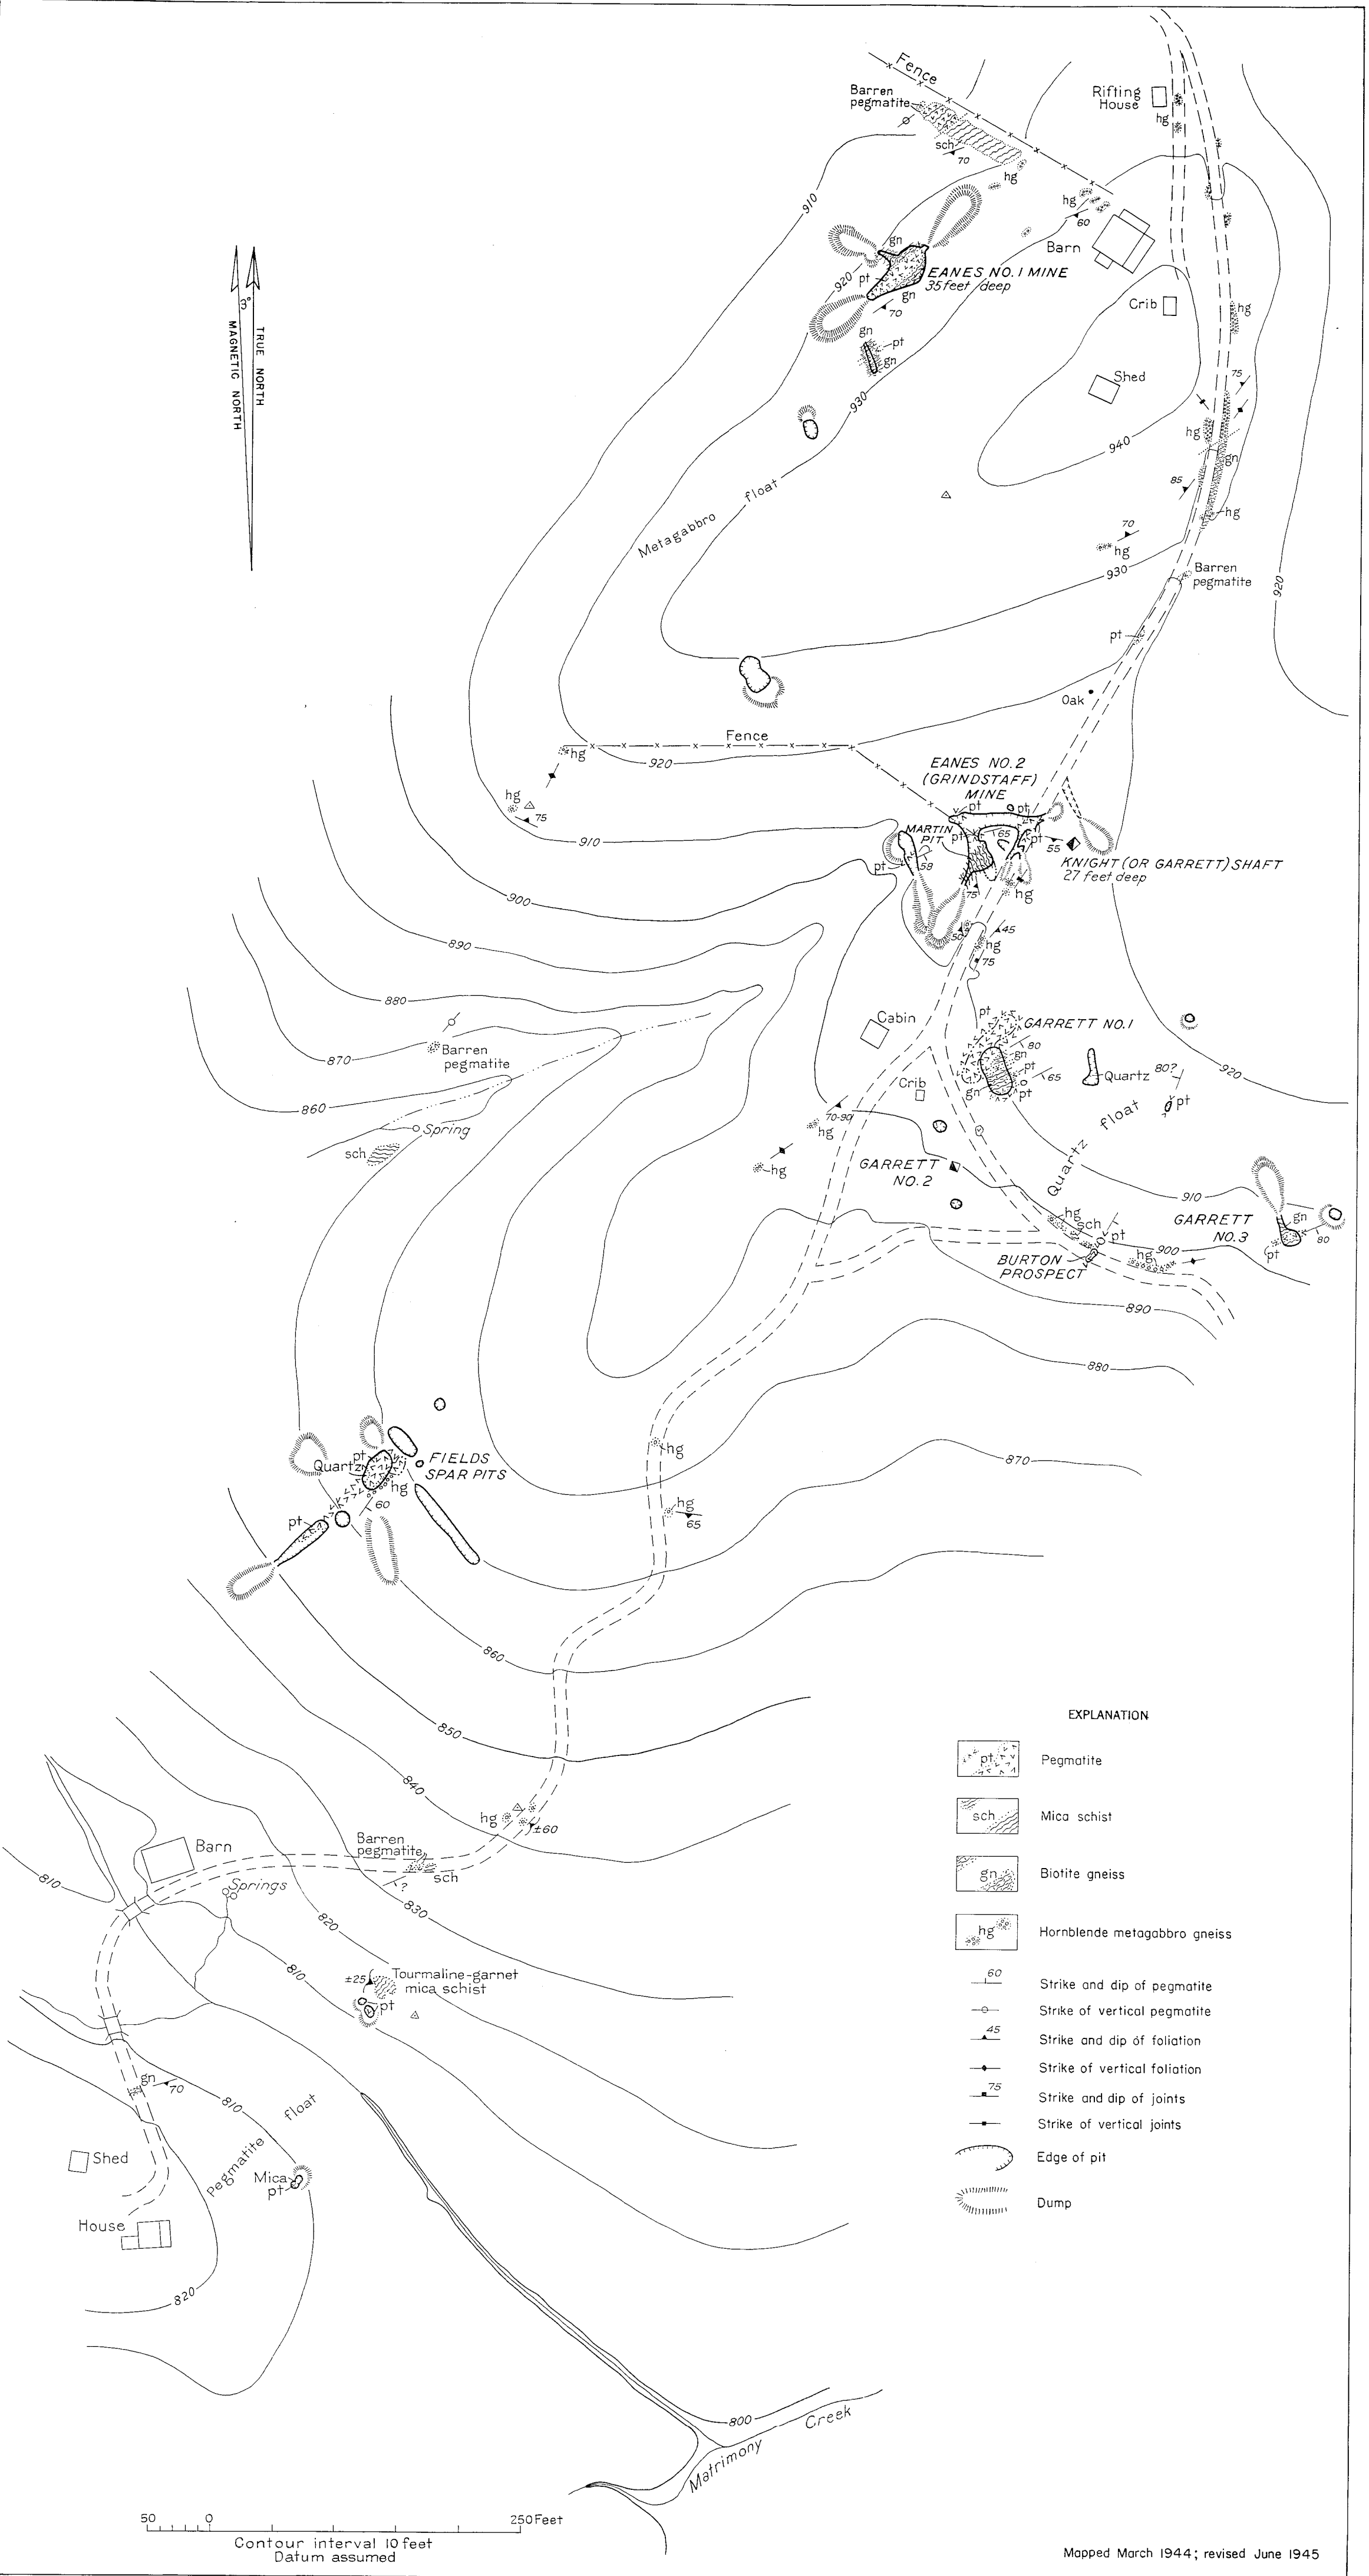 Fence
Barren
pegmatite
Rifting
House
hg
sch
70
hg
hg
60
910
Barn
gn
920
pt
EANES NO. 1 MINE
35 feet deep
gn
70
Crib
hg
3°
TRUE NORTH
MAGNETIC NORTH
gn
pt
gn
Shed
75
930
hg
940
gn
85
float
hg
Metagabbro
70
hg
930
Barren
pegmatite
920
pt
Oak
Fence
hg
920
EANES NO. 2
(GRINDSTAFF)
MINE
hg
75
pt
pt
MARTIN
PIT
pt
65
pt
55
910
pt
58
KNIGHT (OR GARRETT) SHAFT
27 feet deep
75
hg
900
50
45
hg
75
890
880
Cabin
pt
GARRETT NO. 1
80
gn
Barren
pegmatite
870
pt
65
Quartz
80?
920
Crib
gn
pt
pt
860
float
Spring
70-90
hg
sch
hg
GARRETT
NO. 2
Quartz
910
hg
sch
pt
GARRETT
NO. 3
gn
80
pt
BURTON
PROSPECT
hg
900
890
880
hg
870
pt
Quartz
FIELDS
SPAR PITS
hg
60
pt
hg
65
860
850
EXPLANATION
pt
Pegmatite
840
sch
Mica schist
hg
±60
Barn
Barren
pegmatite
sch
?
gn
Biotite gneiss
810
Springs
830
820
hg
Hornblende metagabbro gneiss
810
±25
Tourmaline-garnet
mica schist
pt
60
Strike and dip of pegmatite
Strike of vertical pegmatite
45
Strike and dip of foliation
Strike of vertical foliation
gn
70
75
Strike and dip of joints
810
float
Strike of vertical joints
Shed
Pegmatite
Mica
pt
Edge of pit
Dump
House
820
800
Matrimony Creek
50 0 250 Feet
Contour interval 10 feet
Datum assumed
Mapped March 1944; revised June 1945